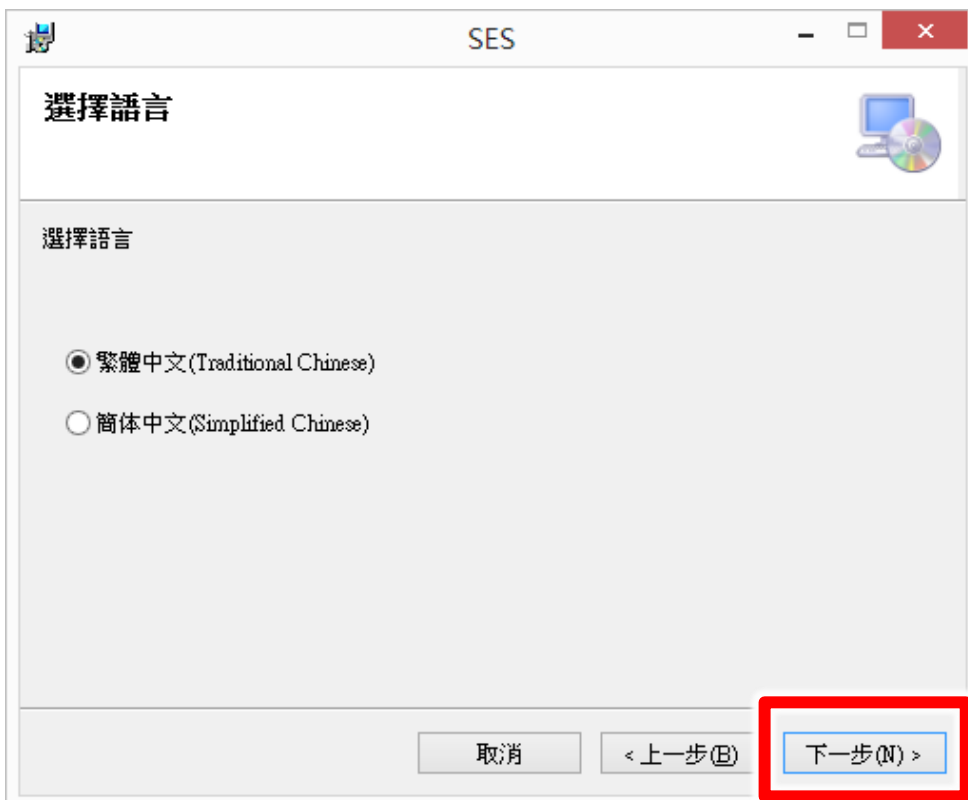 SES
選擇語言
選擇語言
繁體中文(Traditional Chinese)
簡体中文(Simplified Chinese)
取消
<上一步(B)
下一步(N) >